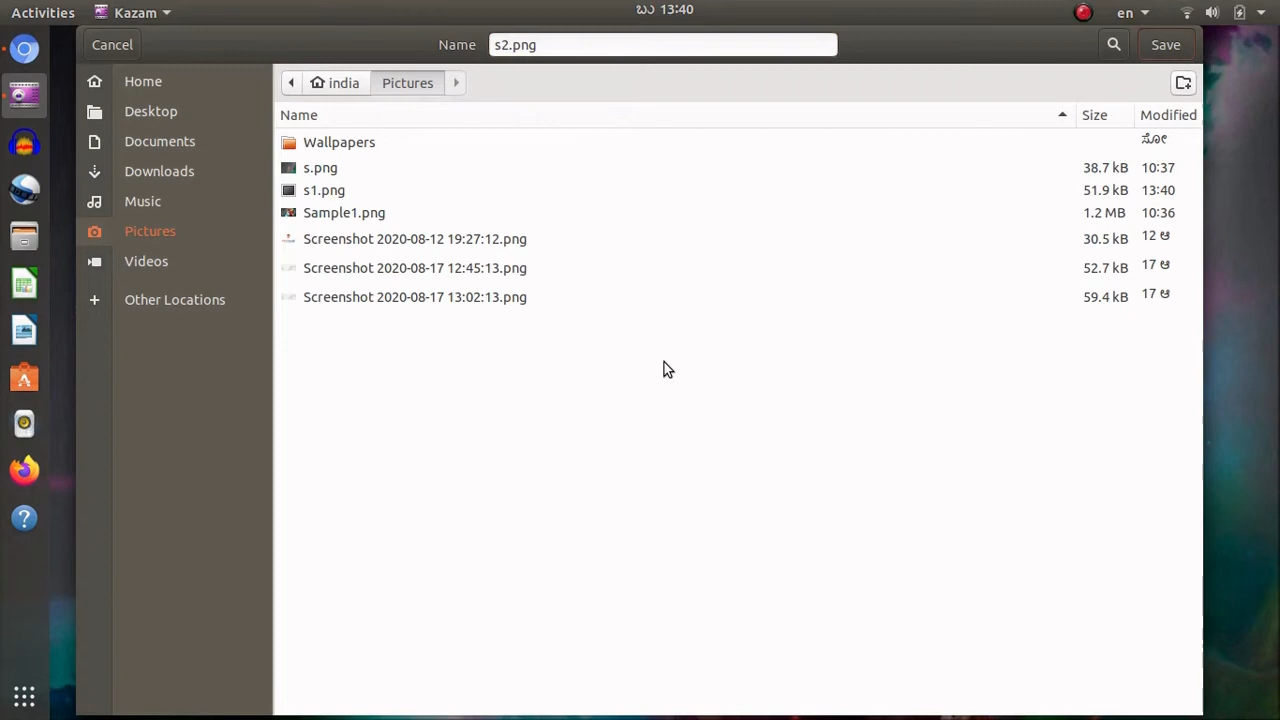 Activities Kazam ಬು 13:40 en
Cancel Name s2.png Save
Home
Desktop
Documents
Downloads
Music
Pictures
Videos
Other Locations
india Pictures
Name Size Modified
Wallpapers ಸೋ
s.png 38.7 kB 10:37
s1.png 51.9 kB 13:40
Sample1.png 1.2 MB 10:36
Screenshot 2020-08-12 19:27:12.png 30.5 kB 12 ಆ
Screenshot 2020-08-17 12:45:13.png 52.7 kB 17 ಆ
Screenshot 2020-08-17 13:02:13.png 59.4 kB 17 ಆ